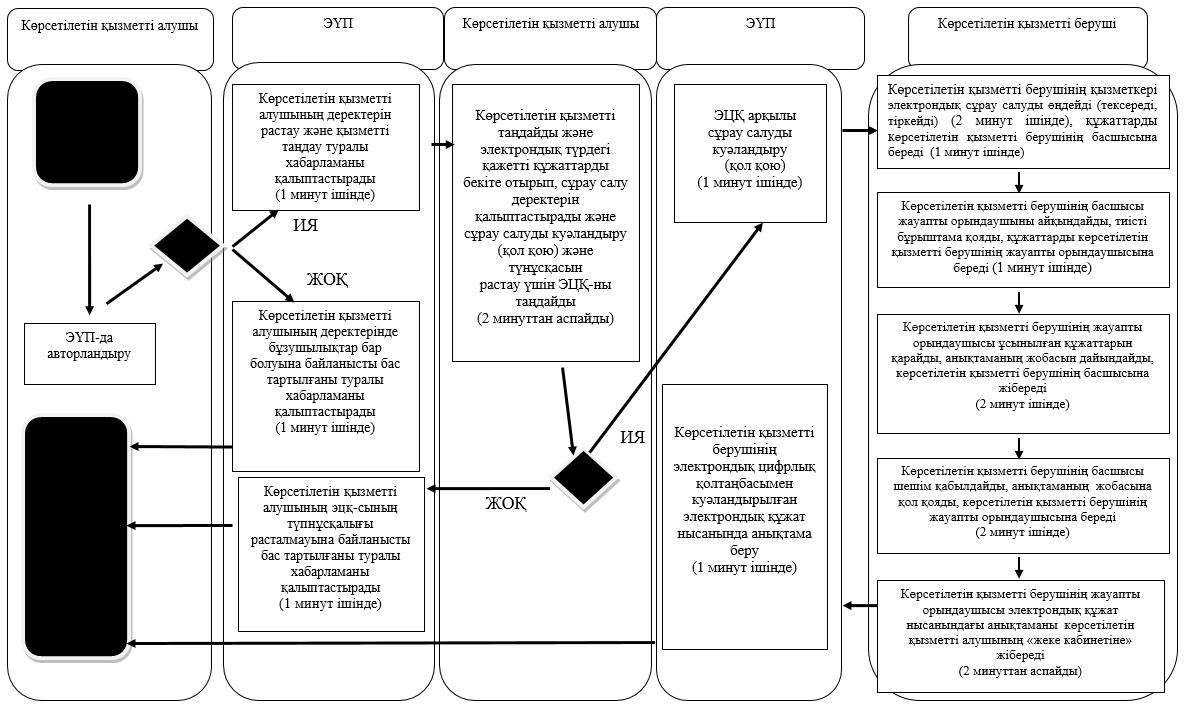 Көрсетілетін қызметті алушы
ЭҮП
Көрсетілетін қызметті алушы
ЭҮП
Көрсетілетін қызметті беруші
ЭҮП-да
авторландыру
Көрсетілетін қызметті
алушының деректерін
растау және қызметті
таңдау туралы
хабарламаны
қалыптастырады
(1 минут ішінде)
ИЯ
ЖОҚ
Көрсетілетін қызметті
алушының деректерінде
бұзушылықтар бар
болуына байланысты бас
тартылғаны туралы
хабарламаны
қалыптастырады
(1 минут ішінде)
Көрсетілетін қызметті
алушының эцқ-сының
түпнұсқалығы
расталмауына байланысты
бас тартылғаны туралы
хабарламаны
қалыптастырады
(1 минут ішінде)
Көрсетілетін қызметті
таңдайды және
электрондық түрдегі
қажетті құжаттарды
бекіте отырып, сұрау салу
деректерін
қалыптастырады және
сұрау салуды куәландыру
(қол қою) және
түнұсқасын
растау үшін ЭЦҚ-ны
таңдайды
(2 минуттан аспайды)
ИЯ
ЖОҚ
ЭЦҚ арқылы
сұрау салуды
куәландыру
(қол қою)
(1 минут ішінде)
Көрсетілетін қызметті
берушінің
электрондық цифрлық
қолтаңбасымен
куәландырылған
электрондық құжат
нысанында анықтама
беру
(1 минут ішінде)
Көрсетілетін қызметті берушінің қызметкері
электрондық сұрау салуды өңдейді (тексереді,
тіркейді) (2 минут ішінде), құжаттарды
көрсетілетін қызметті берушінің басшысына
береді (1 минут ішінде)
Көрсетілетін қызметті берушінің басшысы
жауапты орындаушыны айқындайды, тиісті
бұрыштама қояды, құжаттарды көрсетілетін
қызметті берушінің жауапты орындаушысына
береді (1 минут ішінде)
Көрсетілетін қызметті берушінің жауапты
орындаушысы ұсынылған құжаттарын
қарайды, анықтаманың жобасын дайындайды,
көрсетілетін қызметті берушінің басшысына
жібереді
(2 минут ішінде)
Көрсетілетін қызметті берушінің басшысы
шешім қабылдайды, анықтаманың жобасына
қол қояды, көрсетілетін қызметті берушінің
жауапты орындаушысына береді
(2 минут ішінде)
Көрсетілетін қызметті берушінің жауапты
орындаушысы электрондық құжат
нысанындағы анықтаманы көрсетілетін
қызметті алушының «жеке кабинетіне»
жібереді
(2 минуттан аспайды)